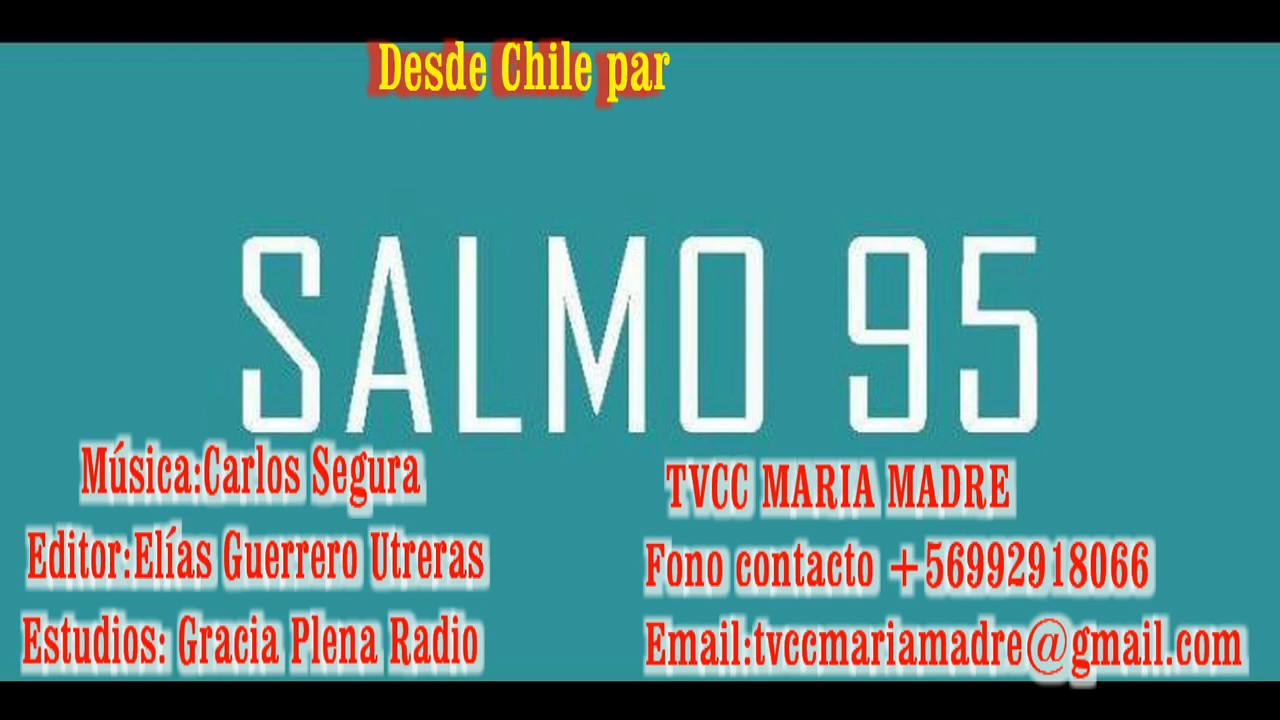 Desde Chile par
SALMO 95
Música:Carlos Segura
Editor:Elías Guerrero Utreras
Estudios: Gracia Plena Radio
TVCC MARIA MADRE
Fono contacto +56992918066
Email:tvccmariamadre@gmail.com